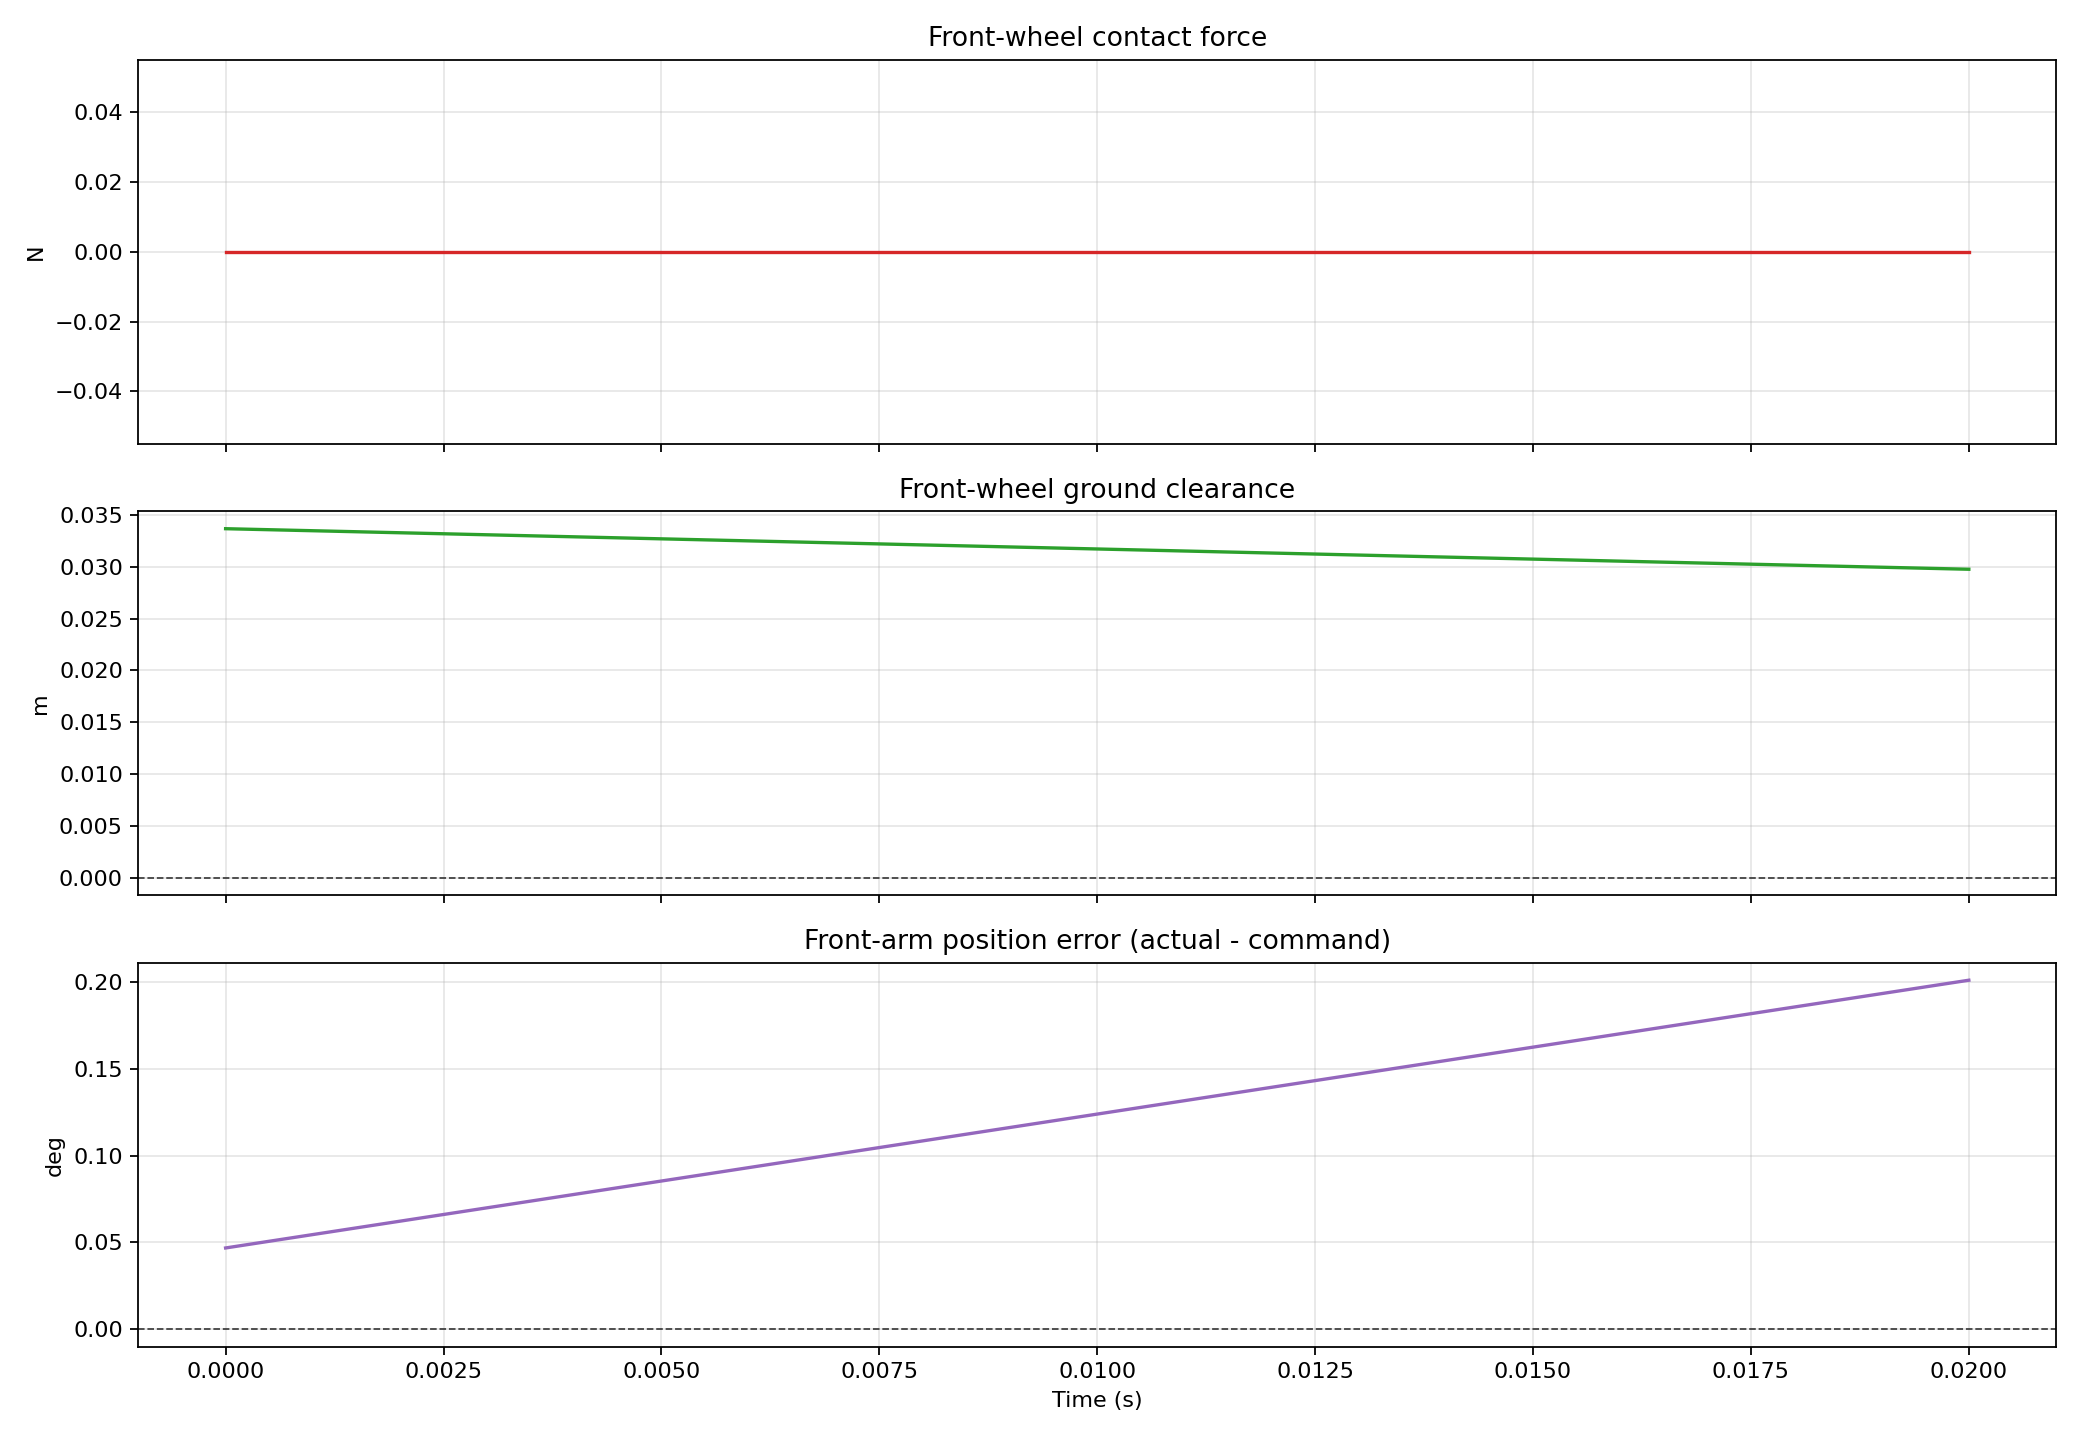 Front-wheel contact force
0.04
0.02
0.00
−0.02
−0.04
N
Front-wheel ground clearance
0.035
0.030
0.025
0.020
0.015
0.010
0.005
0.000
m
Front-arm position error (actual - command)
0.20
0.15
0.10
0.05
0.00
deg
0.0000 0.0025 0.0050 0.0075 0.0100 0.0125 0.0150 0.0175 0.0200
Time (s)